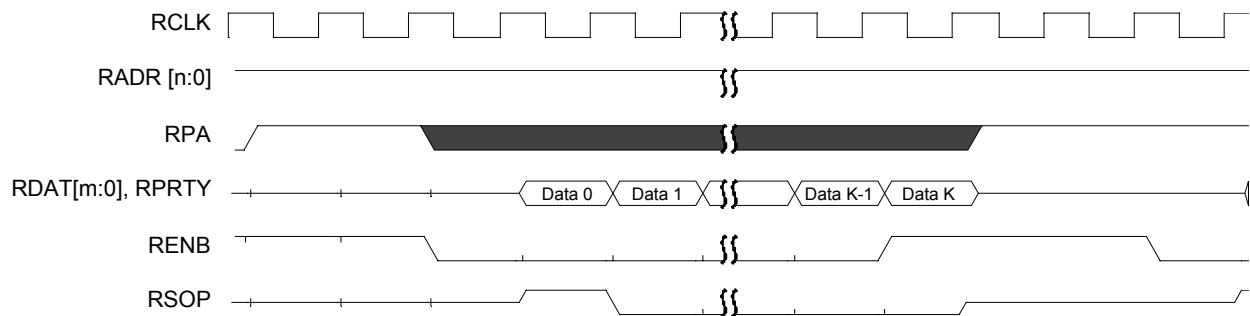 RCLK
RADR [n:0]
RPA
RDAT[m:0], RPRTY
Data 0 Data 1 Data K-1 Data K
RENB
RSOP